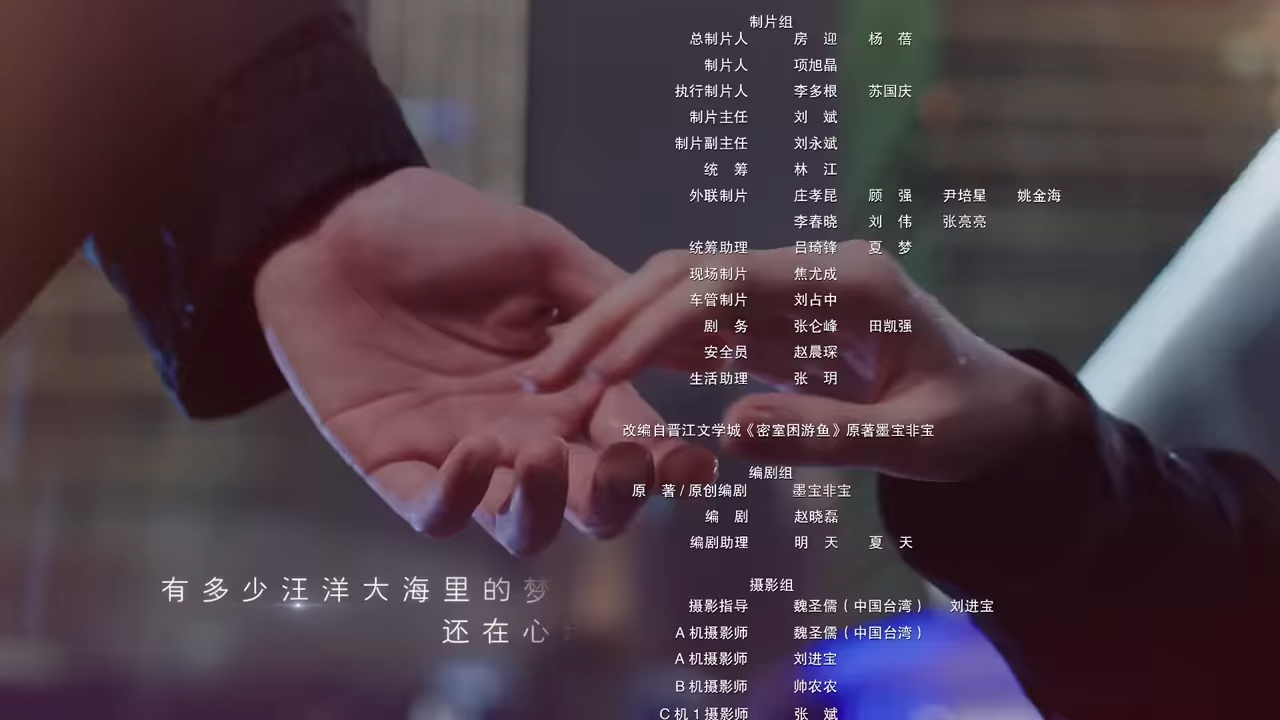 制片组
总制片人 房 迎 杨 蓓
制片人 项旭晶
执行制片人 李多根 苏国庆
制片主任 刘 斌
制片副主任 刘永斌
统 筹 林 江
外联制片 庄孝昆 顾 强 尹培星 姚金海
李春晓 刘 伟 张亮亮
统筹助理 吕琦锋 夏 梦
现场制片 焦尤成
车管制片 刘占中
剧 务 张仑峰 田凯强
安全员 赵晨琛
生活助理 张 玥
改编自晋江文学城《密室困游鱼》原著墨宝非宝
编剧组
原 著/原创编剧 墨宝非宝
编 剧 赵晓磊
编剧助理 明 天 夏 天
摄影组
摄影指导 魏圣儒（中国台湾） 刘进宝
A机摄影师 魏圣儒（中国台湾）
A机摄影师 刘进宝
B机摄影师 帅农农
C机1摄影师 张 斌
有多少汪洋大海里的梦
还在心